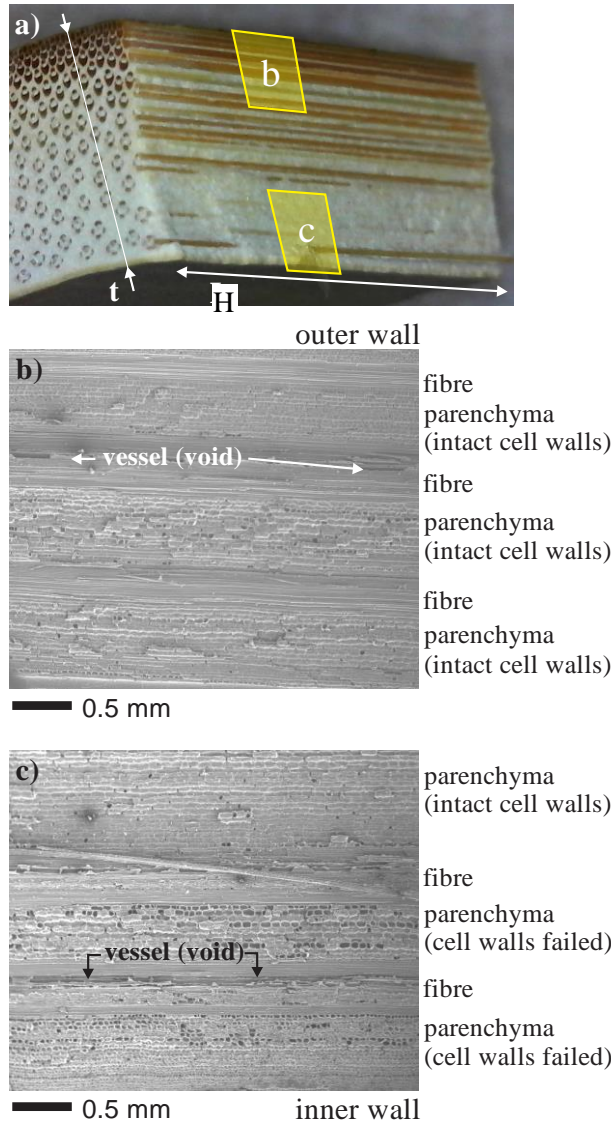 a)
b
c
t
H
outer wall
b)
fibre
parenchyma
(intact cell walls)
vessel (void)
fibre
parenchyma
(intact cell walls)
fibre
parenchyma
(intact cell walls)
0.5 mm
c)
parenchyma
(intact cell walls)
fibre
parenchyma
(cell walls failed)
vessel (void)
fibre
parenchyma
(cell walls failed)
0.5 mm
inner wall